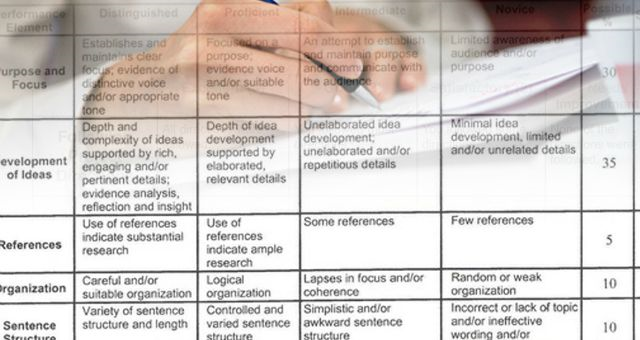 erformance Distinguished Proficient Intermediate Novice Possible
Element %
urpose and
Focus
Establishes and
maintains clear
focus; evidence of
distinctive voice
and/or appropriate
tone
Focused on a
purpose;
evidence voice
and/or suitable
tone
An attempt to establish
and maintain purpose
and communicate with
the audience
Limited awareness of
audience and/or
purpose
30
evelopment
of Ideas
Depth and
complexity of ideas
supported by rich,
engaging and/or
pertinent details;
evidence analysis,
reflection and insight
Depth of idea
development
supported by
elaborated,
relevant details
Unelaborated idea
development;
unelaborated and/or
repetitious details
Minimal idea
development, limited
and/or unrelated details
35
References
Use of references
indicate substantial
research
Use of
references
indicate ample
research
Some references
Few references
5
rganization
Careful and/or
suitable organization
Logical
organization
Lapses in focus and/or
coherence
Random or weak
organization
10
Sentence
Structure
Variety of sentence
structure and length
Controlled and
varied sentence
structure
Simplistic and/or
awkward sentence
structure
Incorrect or lack of topic
and/or ineffective
wording and/or
10